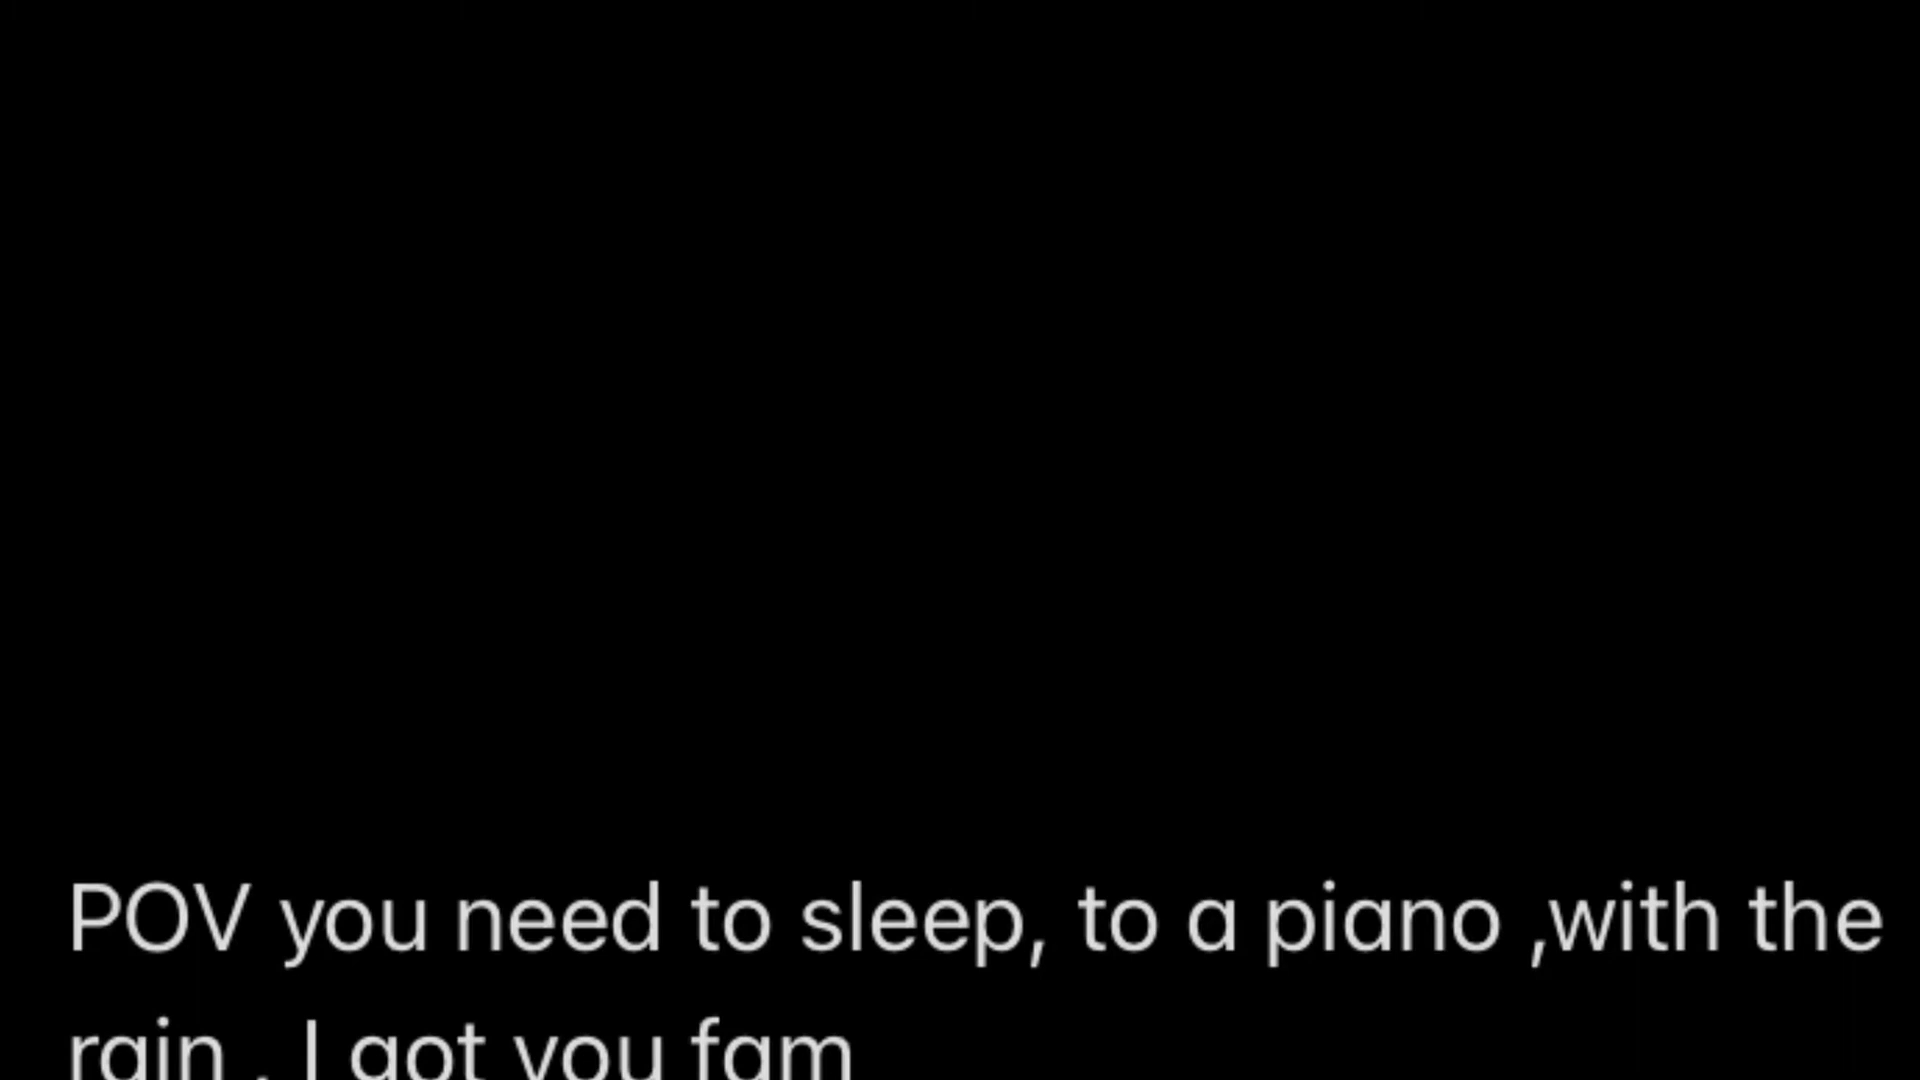 POV you need to sleep, to a piano ,with the
rain . I got you fam